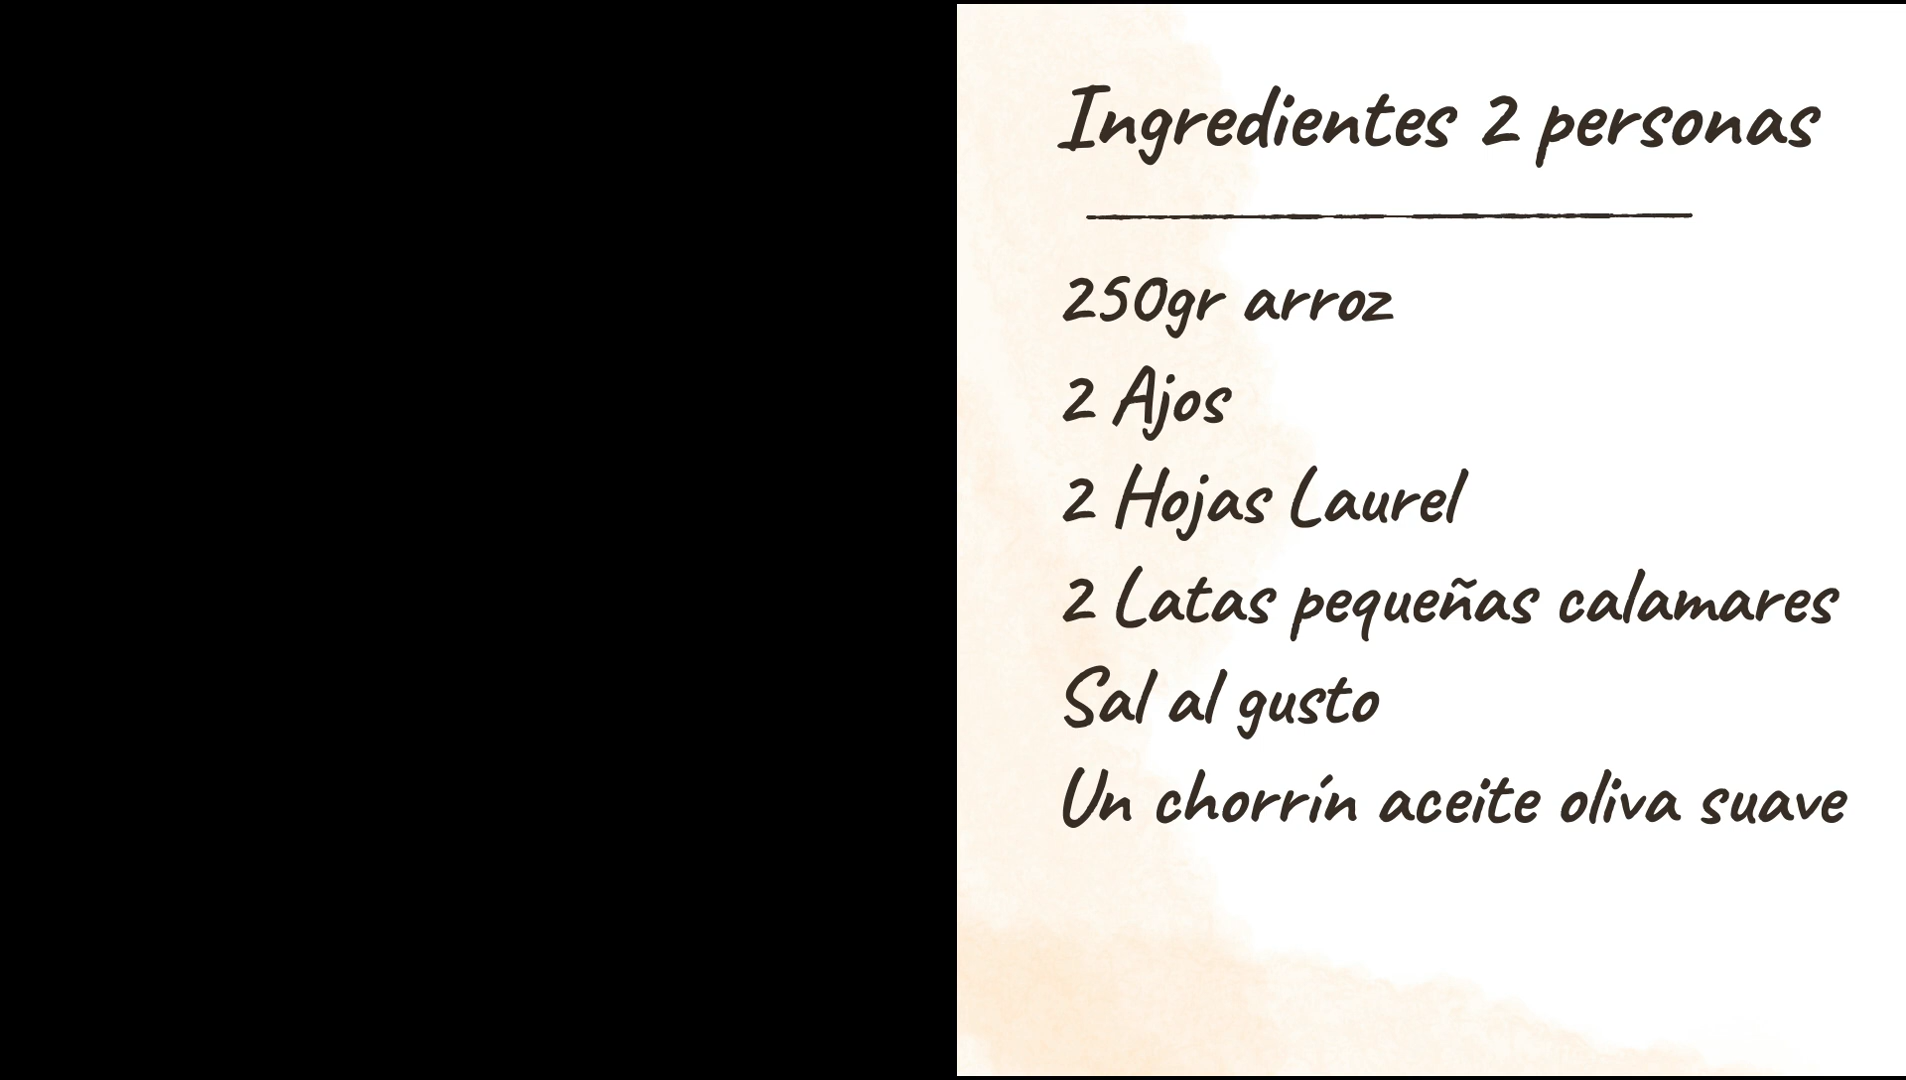 Ingredientes 2 personas
250gr arroz
2 Ajos
2 Hojas Laurel
2 Latas pequeñas calamares
Sal al gusto
Un chorrín aceite oliva suave